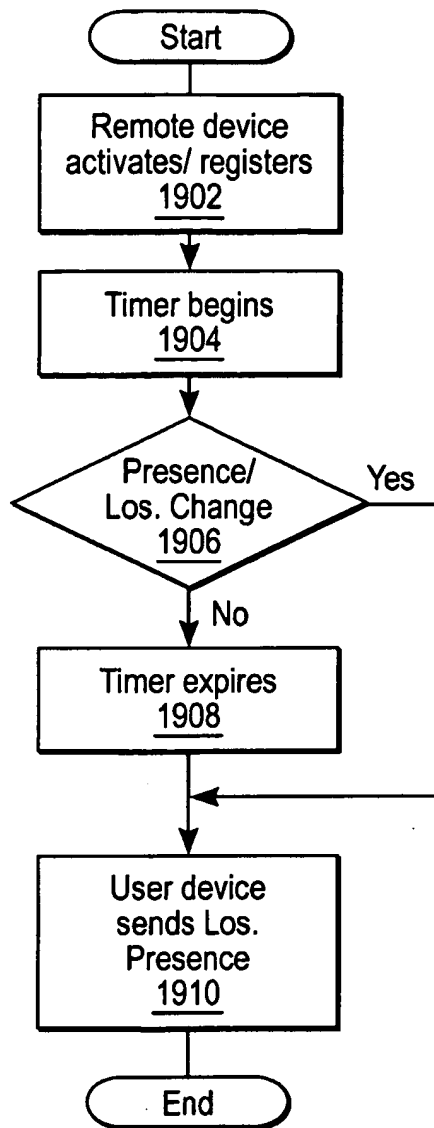 Start
Remote device
activates/ registers
1902
Timer begins
1904
Presence/
Los. Change
1906
Yes
No
Timer expires
1908
User device
sends Los.
Presence
1910
End